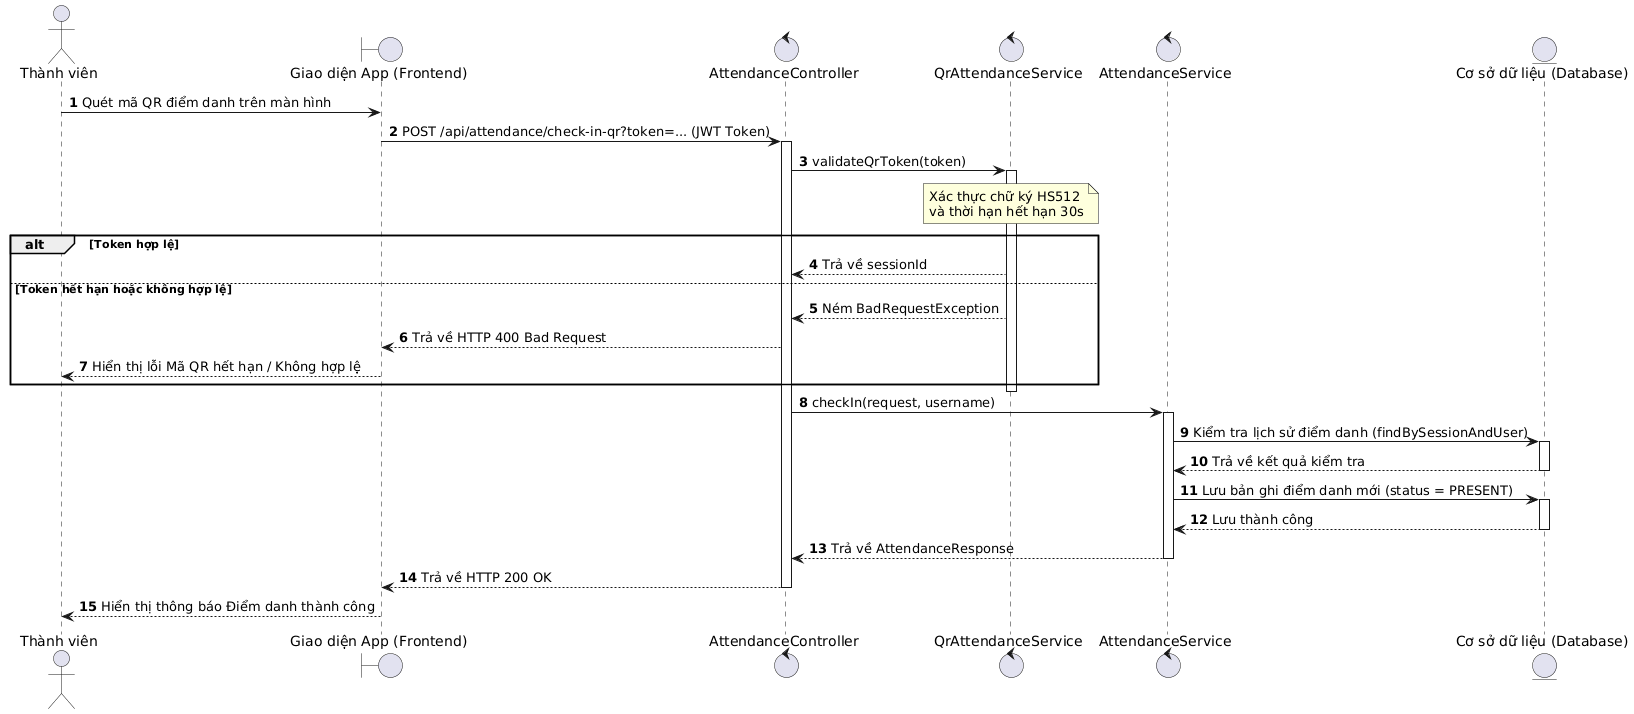 Thành viên
Giao diện App (Frontend)
AttendanceController
QrAttendanceService
AttendanceService
Cơ sở dữ liệu (Database)
1 Quét mã QR điểm danh trên màn hình
2 POST /api/attendance/check-in-qr?token=... (JWT Token)
3 validateQrToken(token)
Xác thực chữ ký HS512
và thời hạn hết hạn 30s
alt [Token hợp lệ]
4 Trả về sessionId
[Token hết hạn hoặc không hợp lệ]
5 Ném BadRequestException
6 Trả về HTTP 400 Bad Request
7 Hiển thị lỗi Mã QR hết hạn / Không hợp lệ
8 checkIn(request, username)
9 Kiểm tra lịch sử điểm danh (findBySessionAndUser)
10 Trả về kết quả kiểm tra
11 Lưu bản ghi điểm danh mới (status = PRESENT)
12 Lưu thành công
13 Trả về AttendanceResponse
14 Trả về HTTP 200 OK
15 Hiển thị thông báo Điểm danh thành công
Thành viên
Giao diện App (Frontend)
AttendanceController
QrAttendanceService
AttendanceService
Cơ sở dữ liệu (Database)